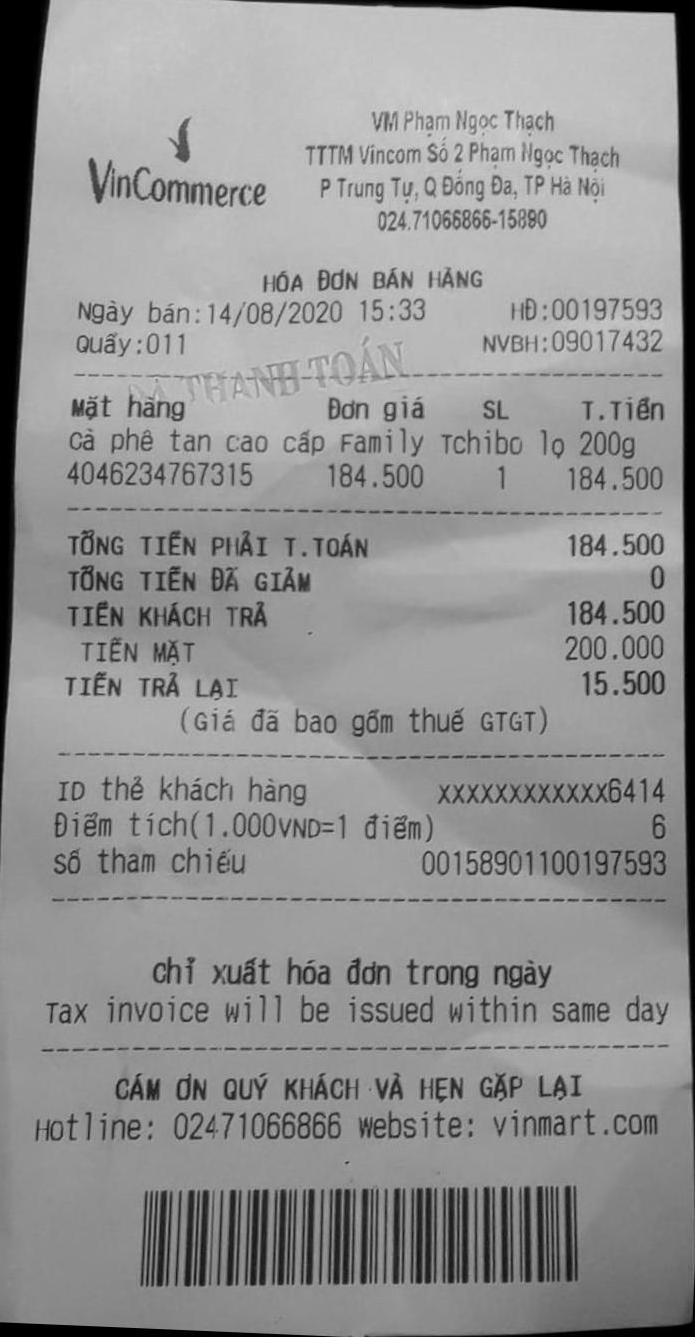 VinCommerce
VM Phạm Ngọc Thạch
TTTM Vincom Số 2 Phạm Ngọc Thạch
P Trung Tự, Q Đống Đa, TP Hà Nội
024.71066866-15890
HÓA ĐƠN BÁN HÀNG
Ngày bán:14/08/2020 15:33 HĐ:00197593
Quầy:011 NVBH:09017432
ĐÃ THANH TOÁN
Mặt hàng Đơn giá SL T.Tiền
Cà phê tan cao cấp Family Tchibo lọ 200g
4046234767315 184.500 1 184.500
TỔNG TIỀN PHẢI T.TOÁN 184.500
TỔNG TIỀN ĐÃ GIẢM 0
TIỀN KHÁCH TRẢ 184.500
TIỀN MẶT 200.000
TIỀN TRẢ LẠI 15.500
(Giá đã bao gồm thuế GTGT)
ID thẻ khách hàng XXXXXXXXXXXX6414
Điểm tích(1.000VND=1 điểm) 6
Số tham chiếu 00158901100197593
Chỉ xuất hóa đơn trong ngày
Tax invoice will be issued within same day
CÁM ƠN QUÝ KHÁCH VÀ HẸN GẶP LẠI
Hotline: 02471066866 Website: vinmart.com